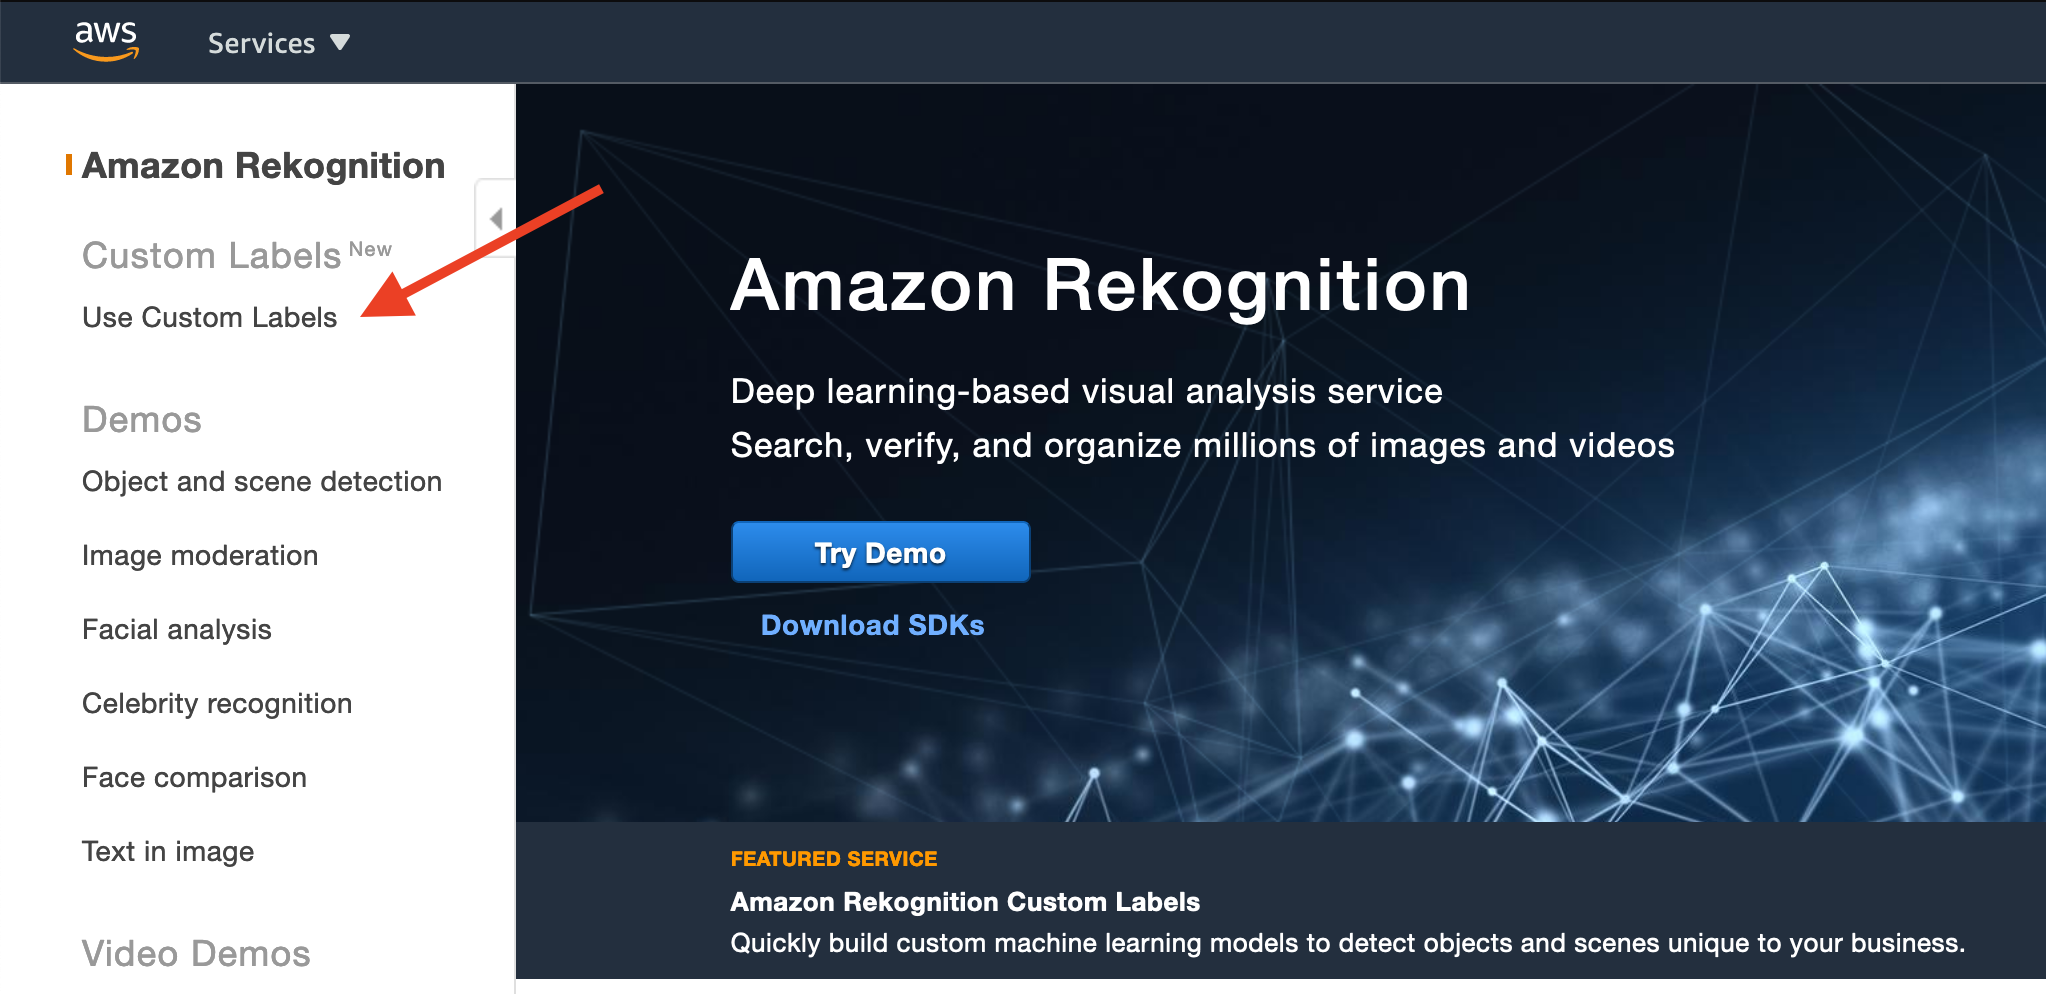 aws
Services
Amazon Rekognition
Custom Labels New
Use Custom Labels
Demos
Object and scene detection
Image moderation
Facial analysis
Celebrity recognition
Face comparison
Text in image
Video Demos
Amazon Rekognition
Deep learning-based visual analysis service
Search, verify, and organize millions of images and videos
Try Demo
Download SDKs
FEATURED SERVICE
Amazon Rekognition Custom Labels
Quickly build custom machine learning models to detect objects and scenes unique to your business.